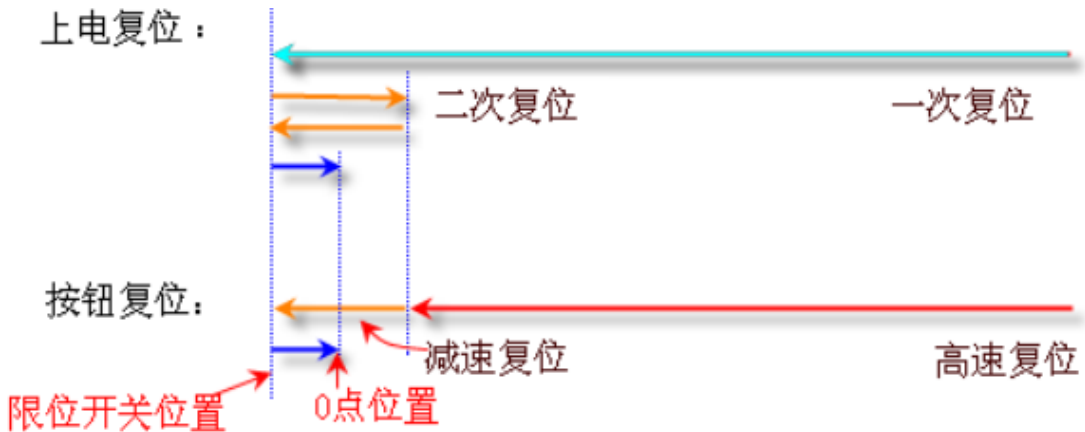 上电复位：
二次复位
一次复位
按钮复位：
减速复位
高速复位
限位开关位置
0点位置